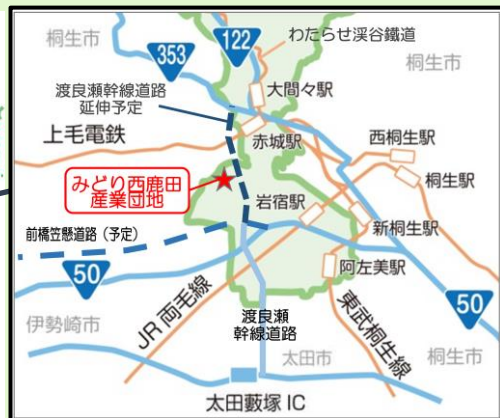 桐生市
122
わたらせ渓谷鐵道
353
桐生市
渡良瀬幹線道路
延伸予定
大間々駅
上毛電鉄
赤城駅
西桐生駅
桐生駅
みどり西鹿田
産業団地
岩宿駅
前橋笠懸道路（予定）
新桐生駅
阿左美駅
50
50
伊勢崎市
JR両毛線
渡良瀬
幹線道路
東武桐生線
太田市
桐生市
太田藪塚IC